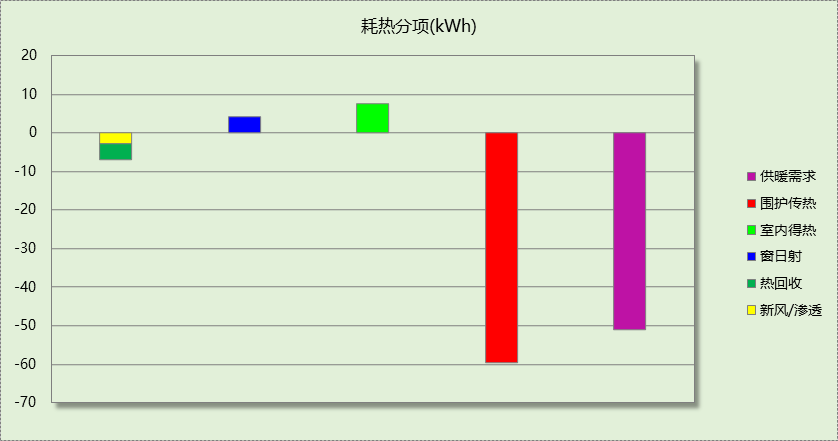 耗热分项(kWh)
20
10
0
-10
-20
-30
-40
-50
-60
-70
供暖需求
围护传热
室内得热
窗日射
热回收
新风/渗透